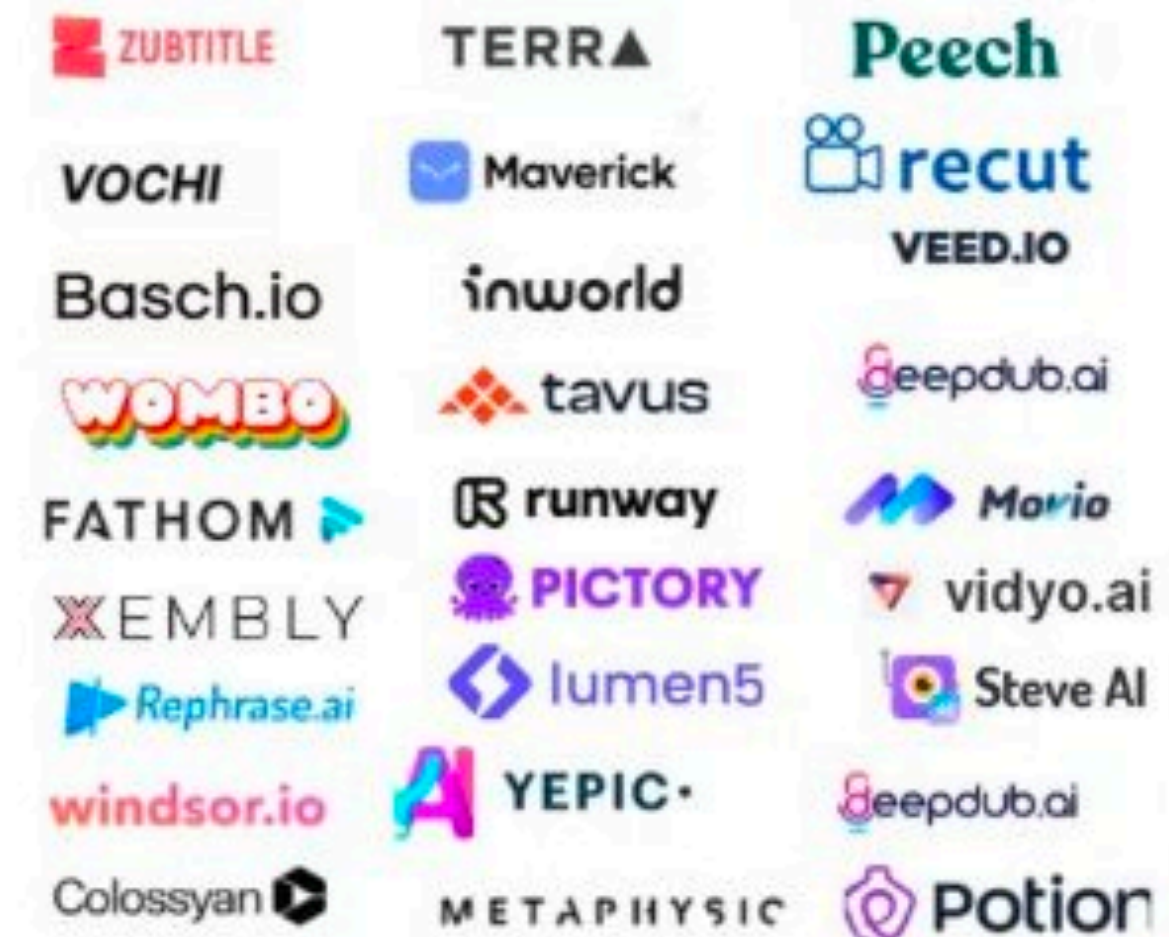 ZUBTITLE
TERRA
Peech
VOCHI
Maverick
recut
VEED.IO
Basch.io
inworld
deepdub.ai
WOMBO
tavus
FATHOM
runway
Movio
XEMBLY
PICTORY
vidyo.ai
Rephrase.ai
lumen5
Steve AI
windsor.io
YEPIC
deepdub.ai
Colossyan
METAPHYSIC
Potion